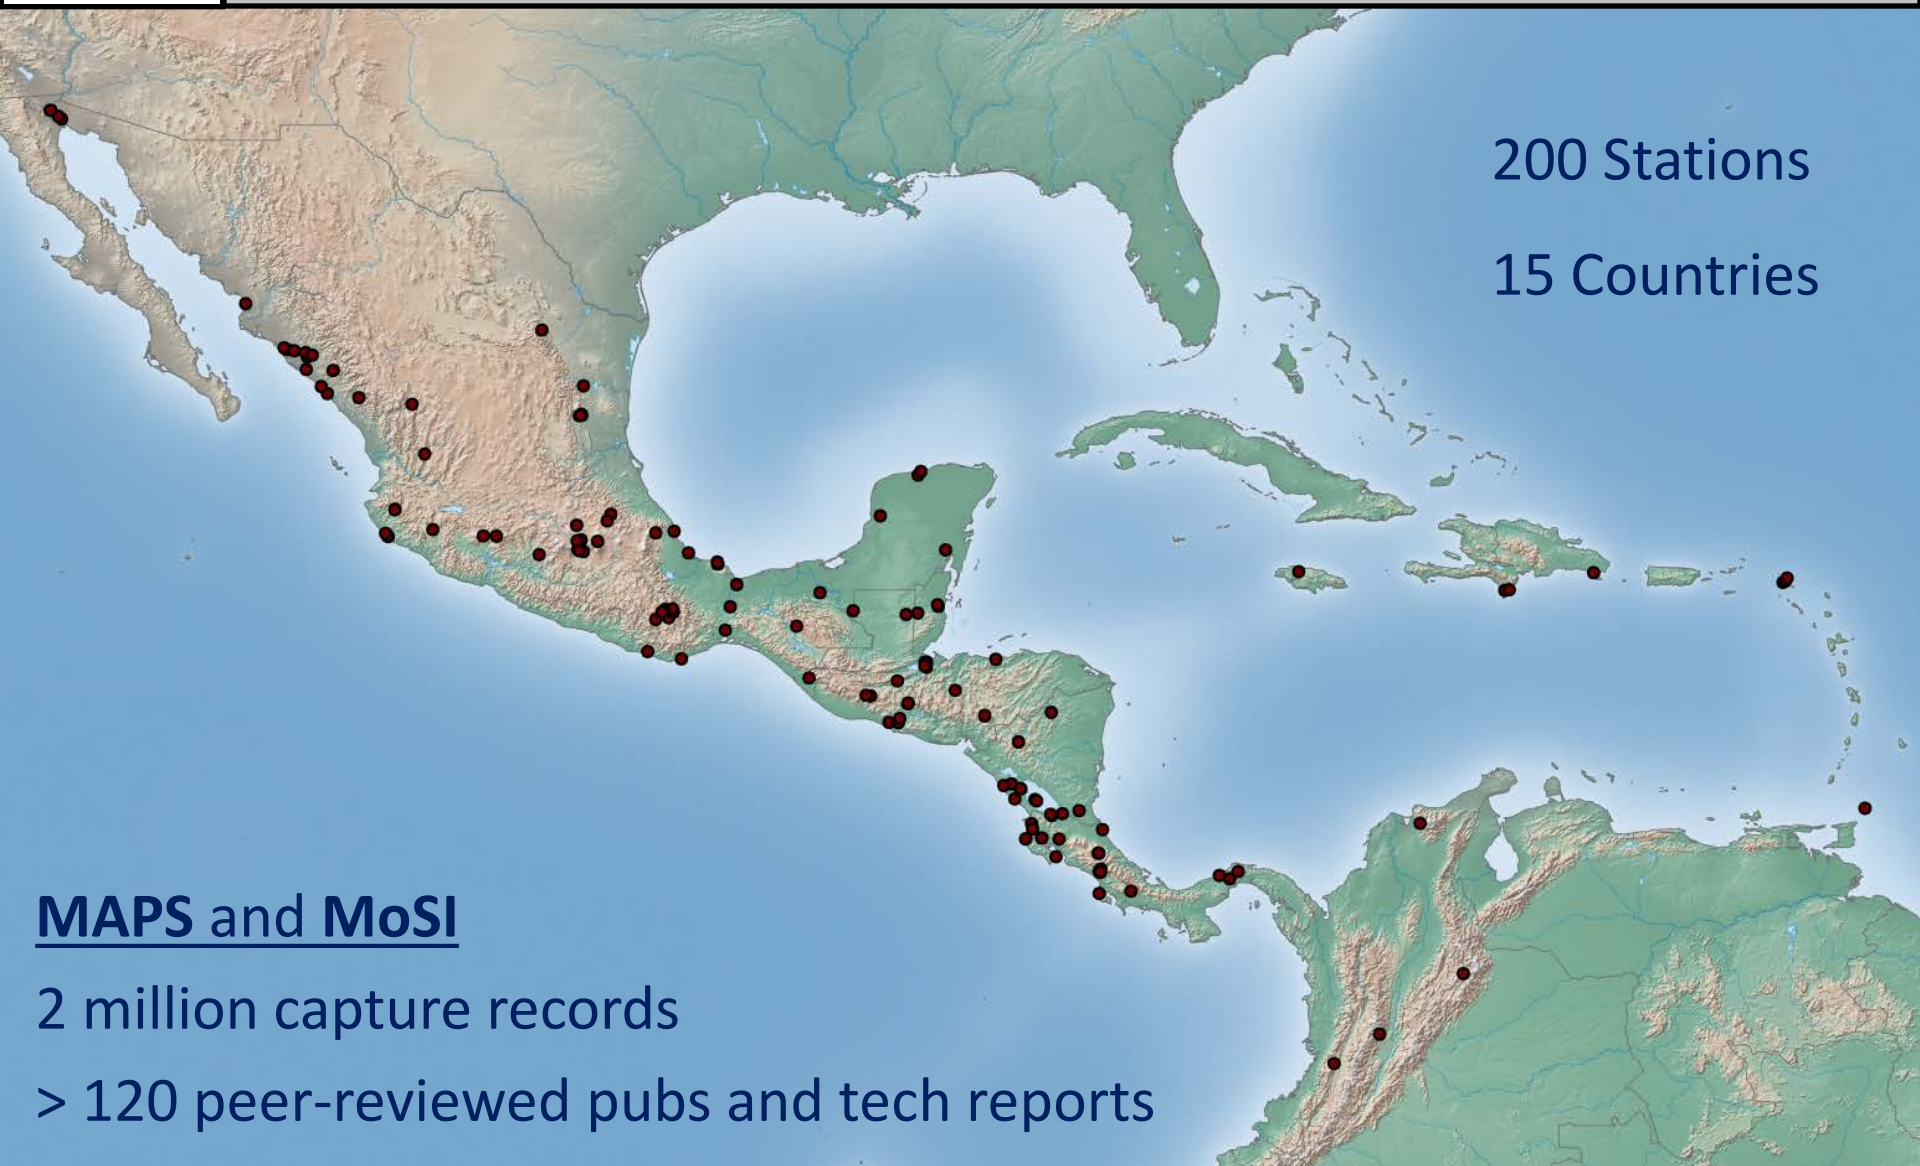 200 Stations
15 Countries
MAPS and MoSI
2 million capture records
> 120 peer-reviewed pubs and tech reports